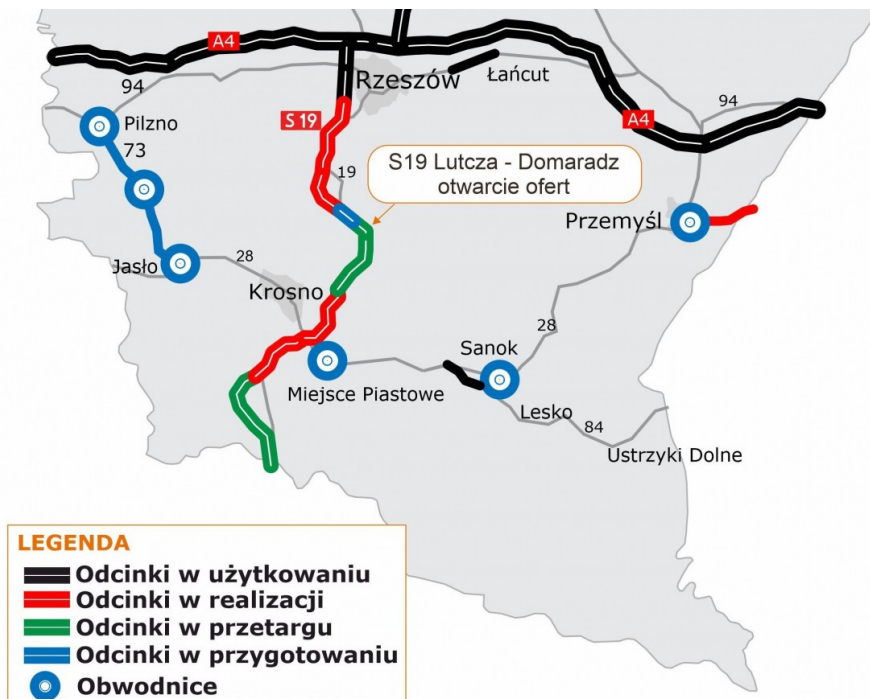 A4
94
Rzeszów
Łańcut
S 19
Pilzno
73
94
A4
19
S19 Lutcza - Domaradz
otwarcie ofert
Przemyśl
Jasło
28
Krosno
28
Sanok
Miejsce Piastowe
Lesko
84
Ustrzyki Dolne
LEGENDA
Odcinki w użytkowaniu
Odcinki w realizacji
Odcinki w przetargu
Odcinki w przygotowaniu
Obwodnice